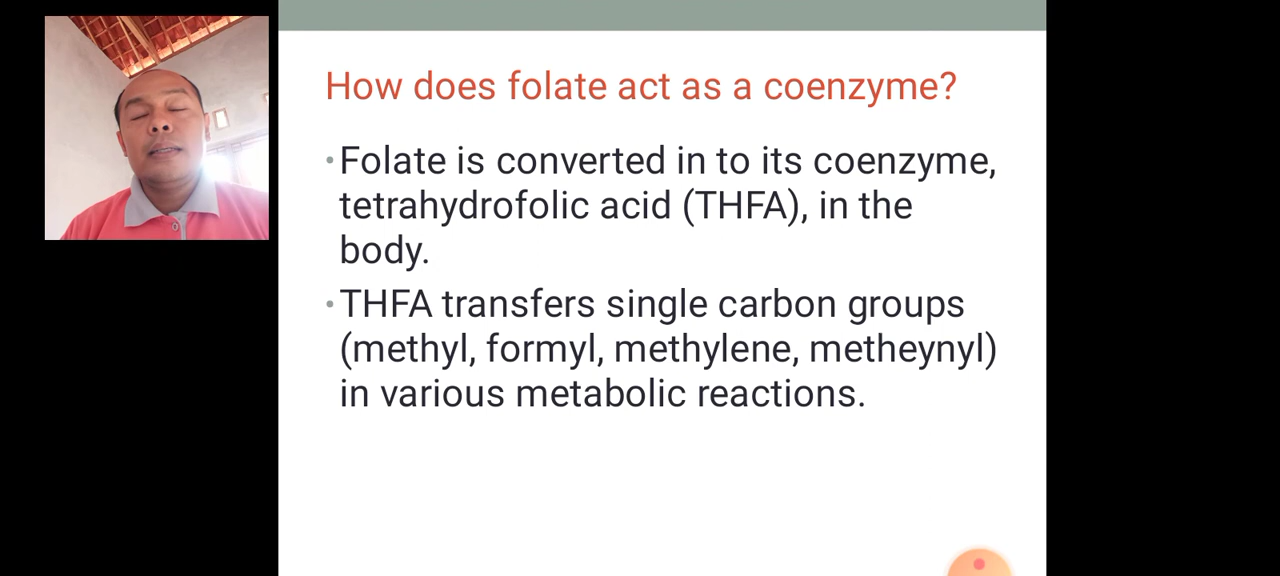 How does folate act as a coenzyme?
•Folate is converted in to its coenzyme,
tetrahydrofolic acid (THFA), in the
body.
•THFA transfers single carbon groups
(methyl, formyl, methylene, metheynyl)
in various metabolic reactions.